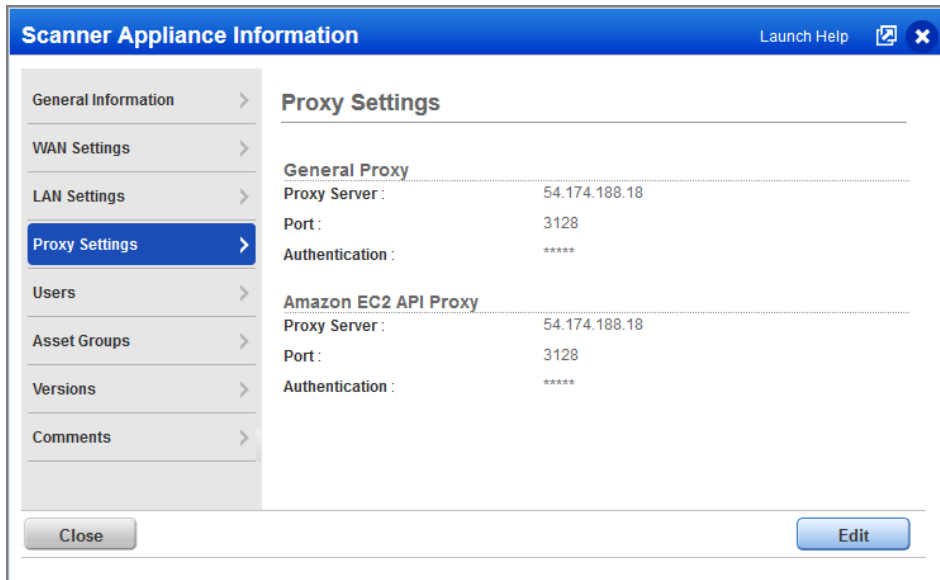 Scanner Appliance Information
Launch Help
General Information
WAN Settings
LAN Settings
Proxy Settings
Users
Asset Groups
Versions
Comments
Proxy Settings
General Proxy
Proxy Server : 54.174.188.18
Port : 3128
Authentication : *****
Amazon EC2 API Proxy
Proxy Server : 54.174.188.18
Port : 3128
Authentication : *****
Close
Edit